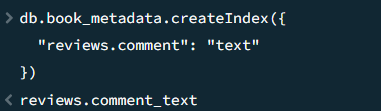 > db.book_metadata.createIndex({
"reviews.comment": "text"
})
< reviews.comment_text